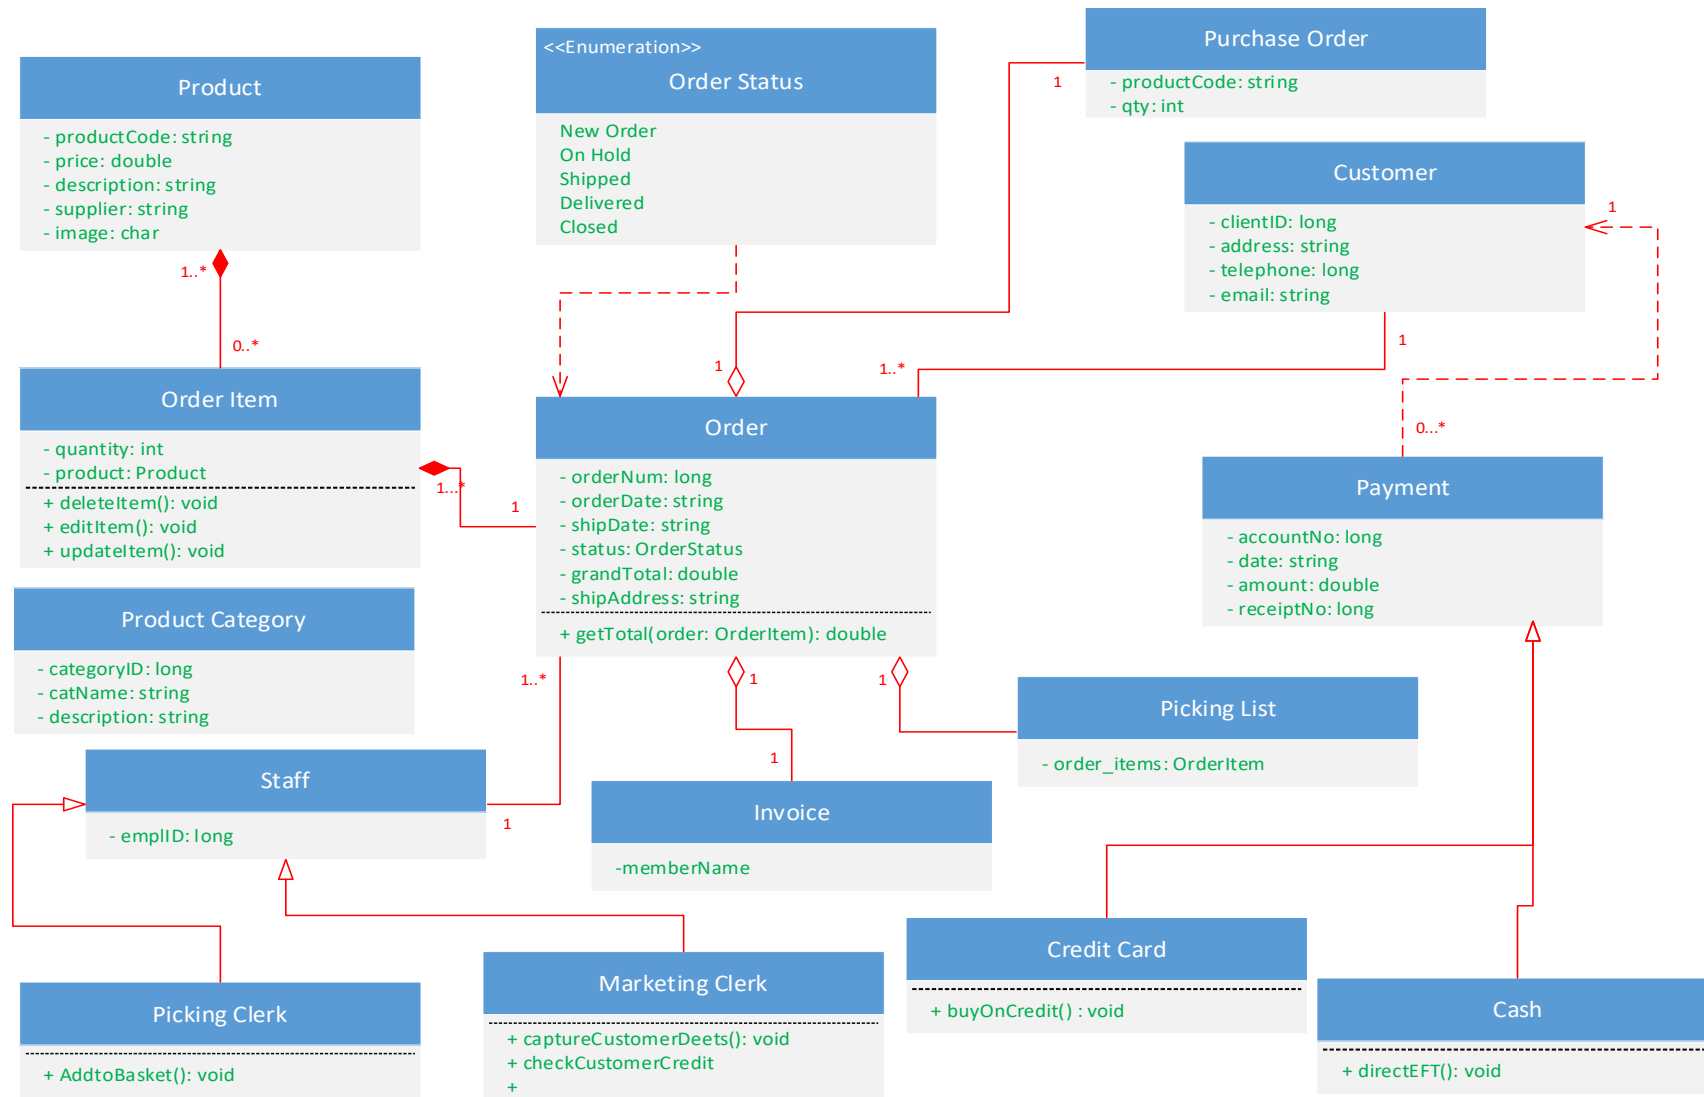 Product
- productCode: string
- price: double
- description: string
- supplier: string
- image: char
1..*
0..*
<<Enumeration>>
Order Status
New Order
On Hold
Shipped
Delivered
Closed
Purchase Order
- productCode: string
- qty: int
1
Customer
- clientID: long
- address: string
- telephone: long
- email: string
1
1
1..*
1
0...*
Order Item
- quantity: int
- product: Product
+ deleteItem(): void
+ editItem(): void
+ updateItem(): void
1...*
1
Order
- orderNum: long
- orderDate: string
- shipDate: string
- status: OrderStatus
- grandTotal: double
- shipAddress: string
+ getTotal(order: OrderItem): double
1..*
1
1
Payment
- accountNo: long
- date: string
- amount: double
- receiptNo: long
Product Category
- categoryID: long
- catName: string
- description: string
Picking List
- order_items: OrderItem
Staff
- emplID: long
1
1
Invoice
-memberName
Picking Clerk
+ AddtoBasket(): void
Marketing Clerk
+ captureCustomerDeets(): void
+ checkCustomerCredit
+
Credit Card
+ buyOnCredit() : void
Cash
+ directEFT(): void